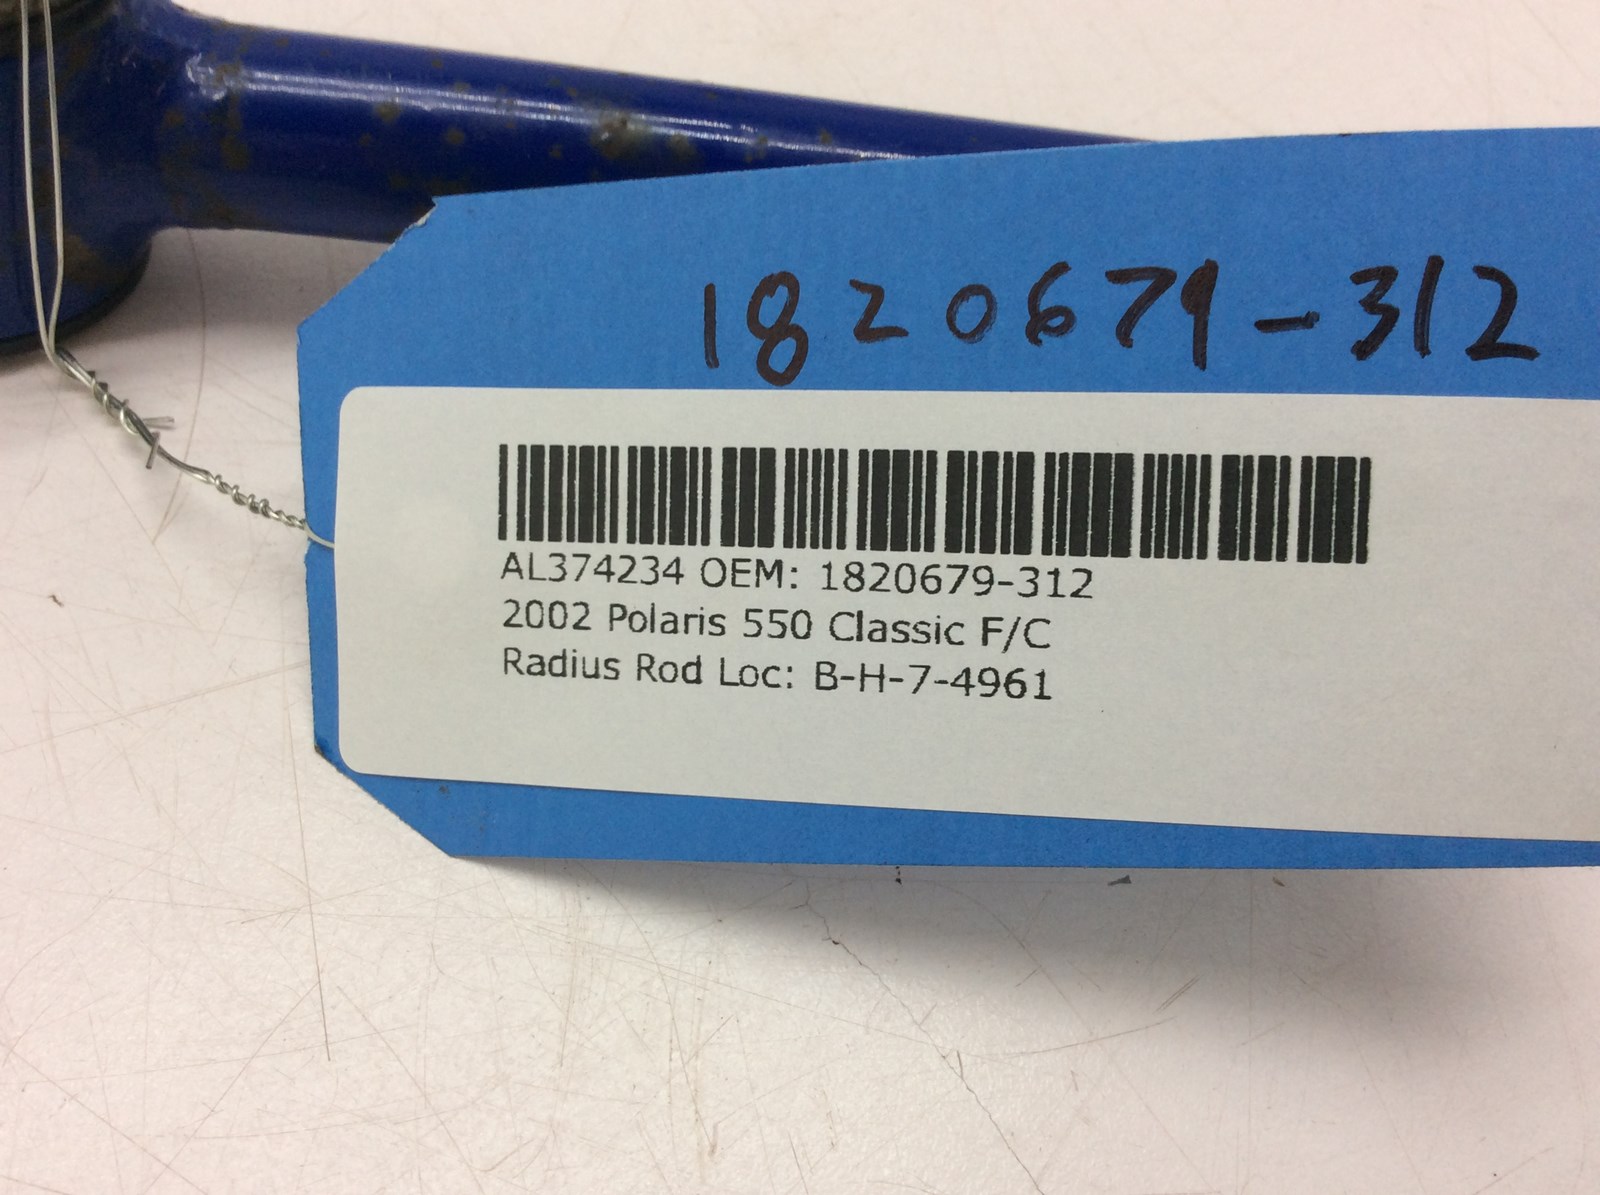 1820679-312
AL374234 OEM: 1820679-312
2002 Polaris 550 Classic F/C
Radius Rod Loc: B-H-7-4961